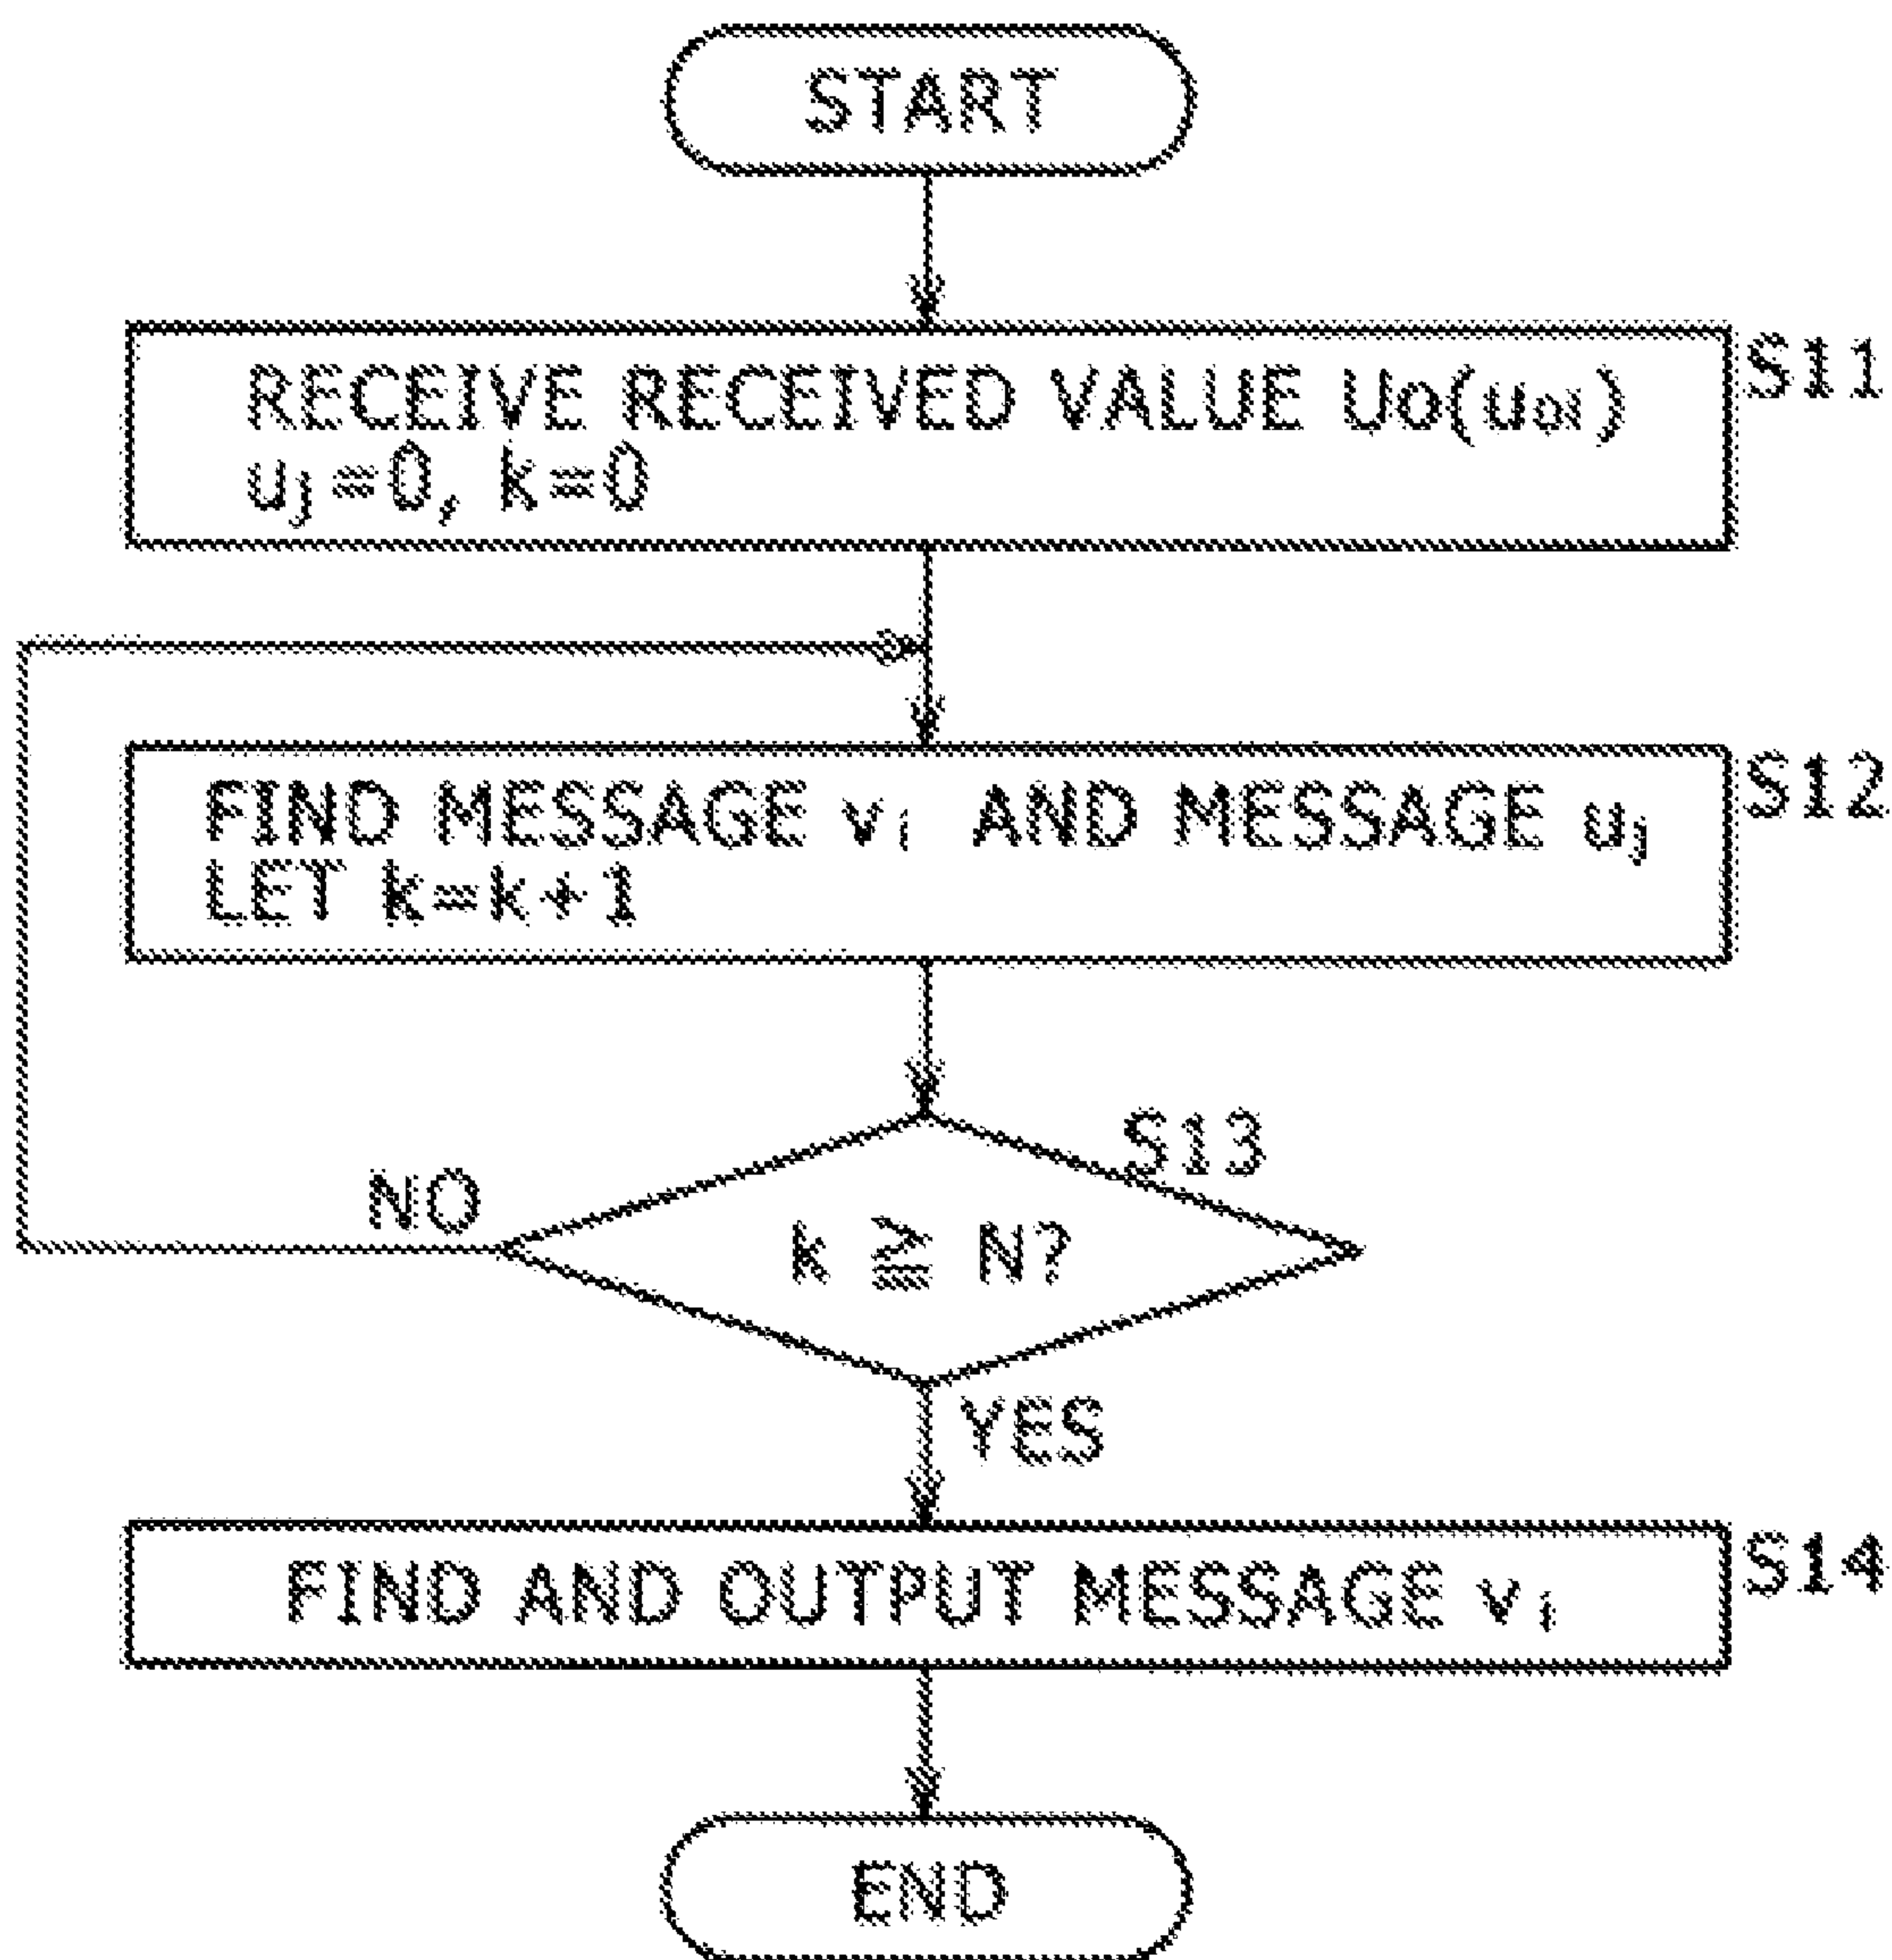 START
RECEIVE RECEIVED VALUE U₀(u₀ᵢ)
uⱼ=0, k=0
S11
FIND MESSAGE vᵢ AND MESSAGE uⱼ
LET k=k+1
S12
S13
NO
k ≧ N?
YES
FIND AND OUTPUT MESSAGE vᵢ
S14
END